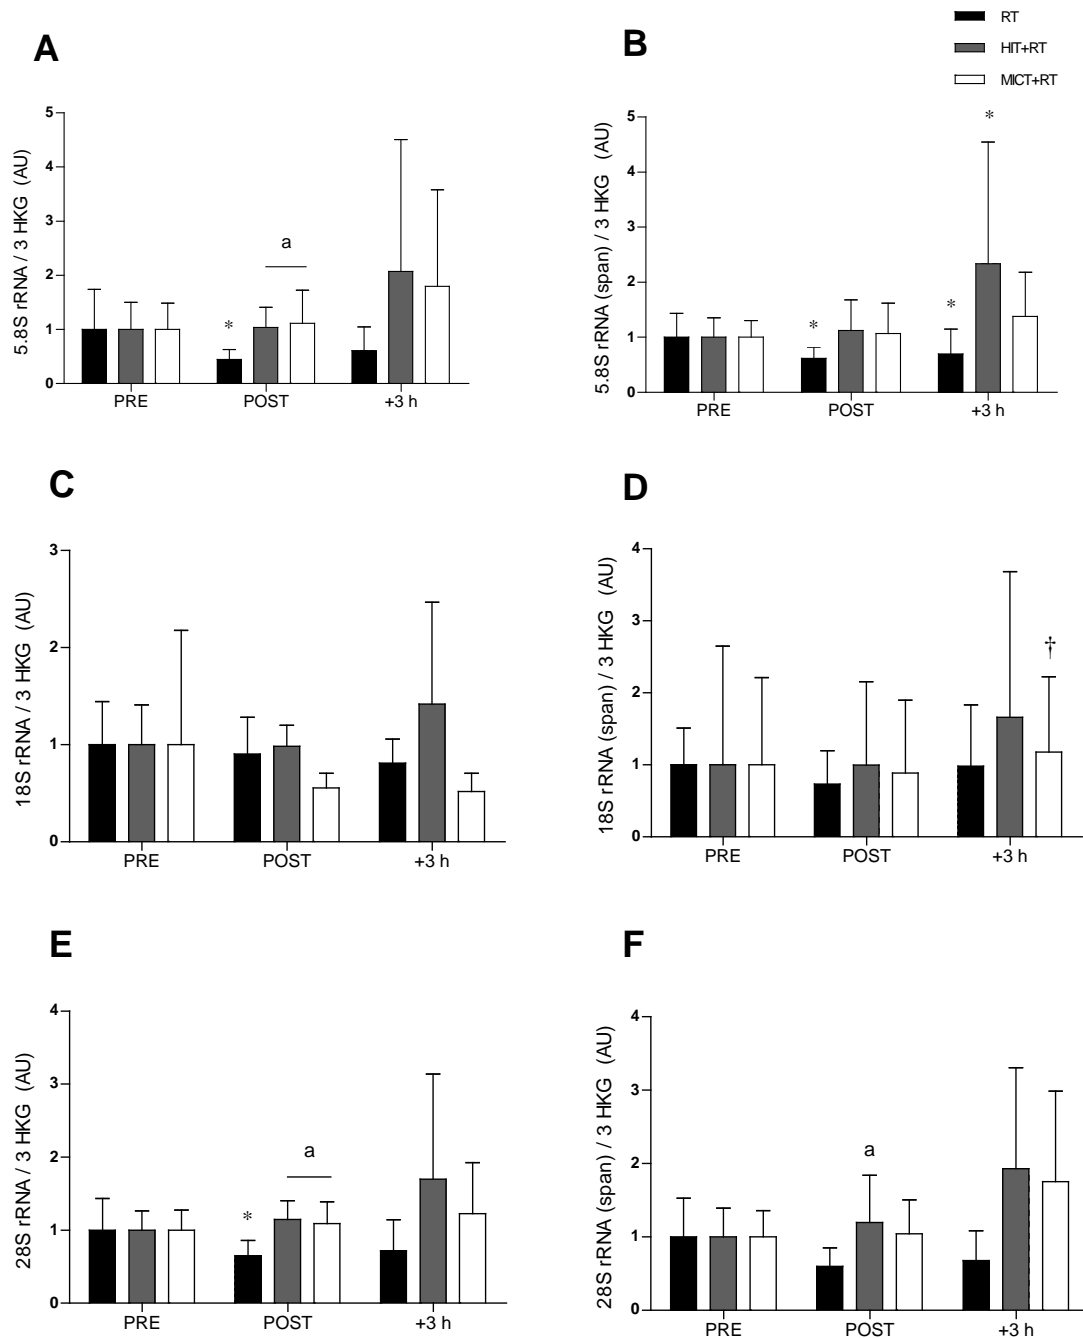 RT
HIT+RT
MICT+RT
A
5.8S rRNA / 3 HKG (AU)
5
4
3
2
1
0
*
a
PRE POST +3 h
B
5.8S rRNA (span) / 3 HKG (AU)
5
4
3
2
1
0
*
*
*
PRE POST +3 h
C
18S rRNA / 3 HKG (AU)
3
2
1
0
PRE POST +3 h
D
18S rRNA (span) / 3 HKG (AU)
4
3
2
1
0
†
PRE POST +3 h
E
28S rRNA / 3 HKG (AU)
4
3
2
1
0
*
a
PRE POST +3 h
F
28S rRNA (span) / 3 HKG (AU)
4
3
2
1
0
a
PRE POST +3 h